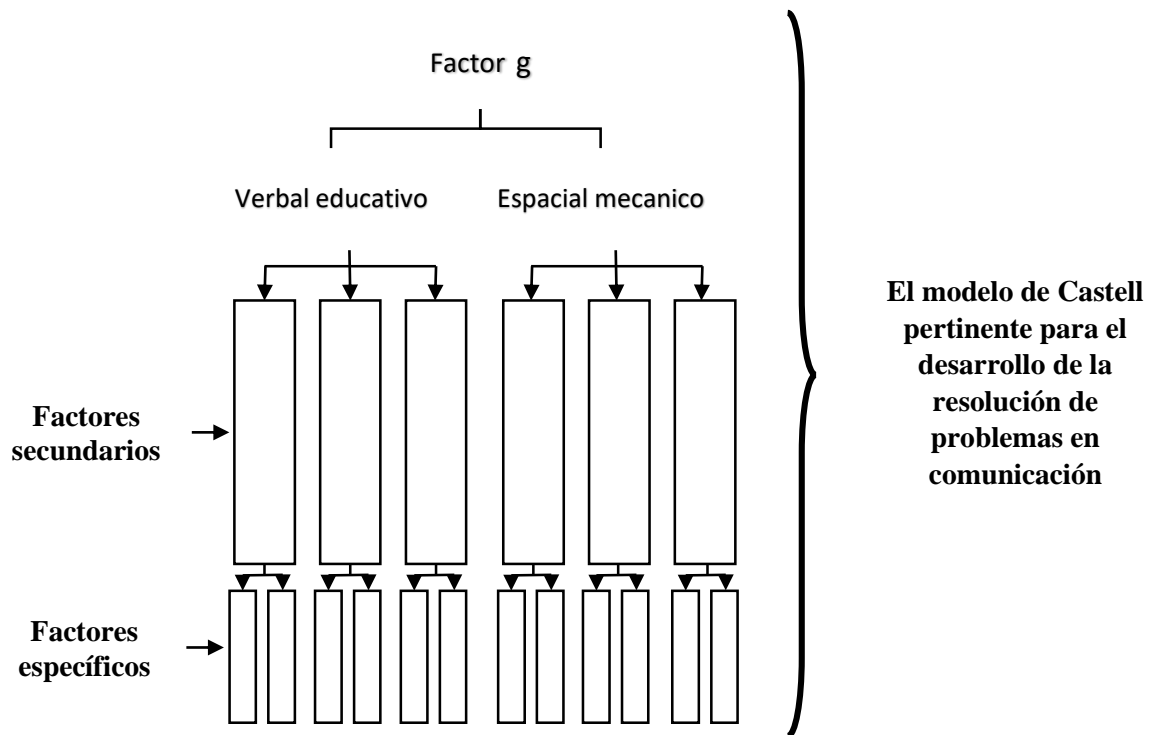 Factor g
Verbal educativo
Espacial mecanico
El modelo de Castell
pertinente para el
desarrollo de la
resolución de
problemas en
comunicación
Factores
secundarios
Factores
específicos